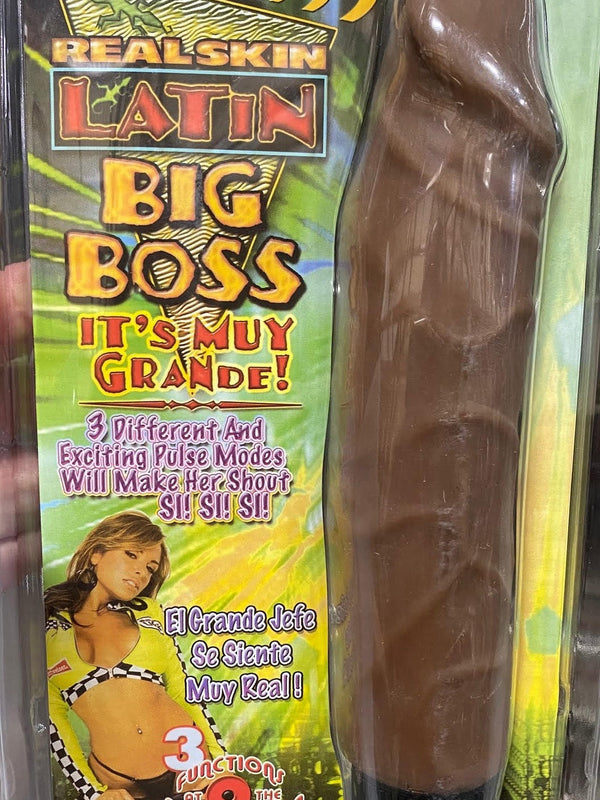 REALSKIN
LATIN
BIG
BOSS
IT'S MUY
GRANDE!
3 Different And
Exciting Pulse Modes
Will Make Her Shout
SI! SI! SI!
El Grande Jefe
Se Siente
Muy Real!
3
FUNCTIONS
AT THE